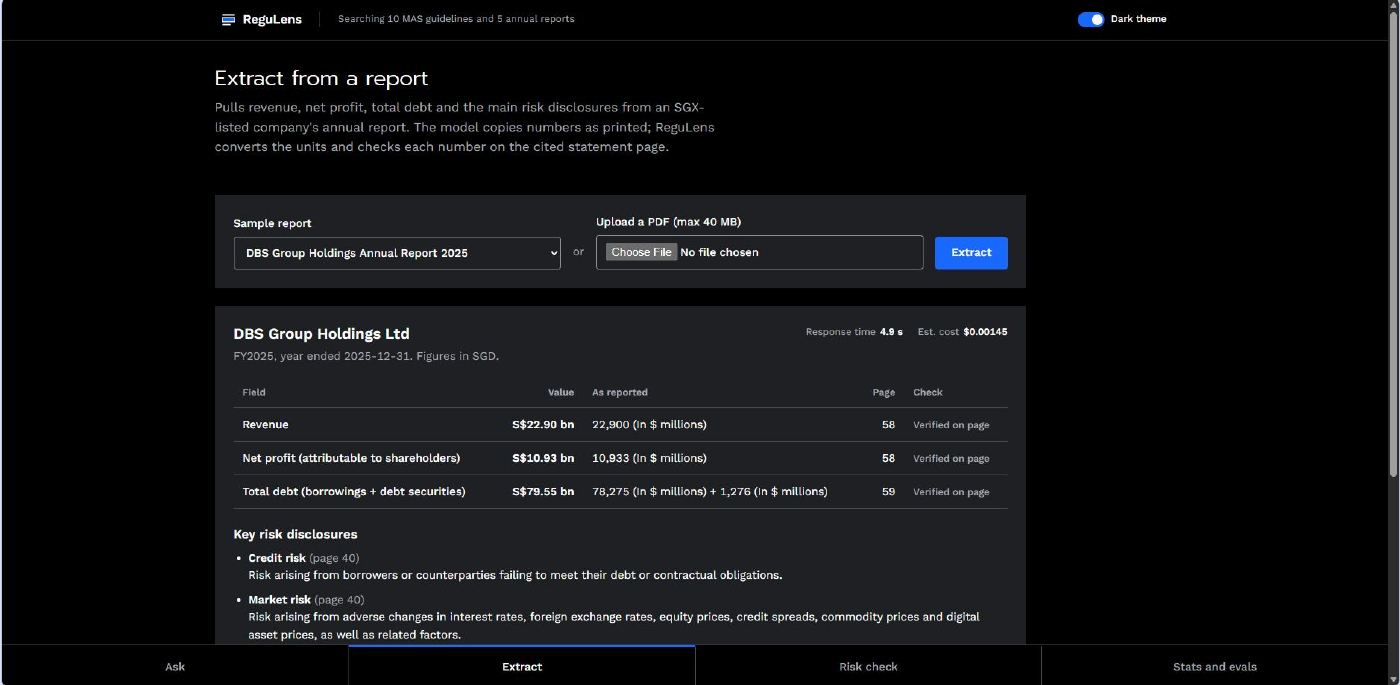 ReguLens
Searching 10 MAS guidelines and 5 annual reports
Dark theme
Extract from a report
Pulls revenue, net profit, total debt and the main risk disclosures from an SGX-
listed company's annual report. The model copies numbers as printed; ReguLens
converts the units and checks each number on the cited statement page.
Sample report
Upload a PDF (max 40 MB)
DBS Group Holdings Annual Report 2025
or
Choose File No file chosen
Extract
DBS Group Holdings Ltd
Response time 4.9 s Est. cost $0.00145
FY2025, year ended 2025-12-31. Figures in SGD.
Field Value As reported Page Check
Revenue S$22.90 bn 22,900 (In $ millions) 58 Verified on page
Net profit (attributable to shareholders) S$10.93 bn 10,933 (In $ millions) 58 Verified on page
Total debt (borrowings + debt securities) S$79.55 bn 78,275 (In $ millions) + 1,276 (In $ millions) 59 Verified on page
Key risk disclosures
• Credit risk (page 40)
Risk arising from borrowers or counterparties failing to meet their debt or contractual obligations.
• Market risk (page 40)
Risk arising from adverse changes in interest rates, foreign exchange rates, equity prices, credit spreads, commodity prices and digital
asset prices, as well as related factors.
Ask Extract Risk check Stats and evals